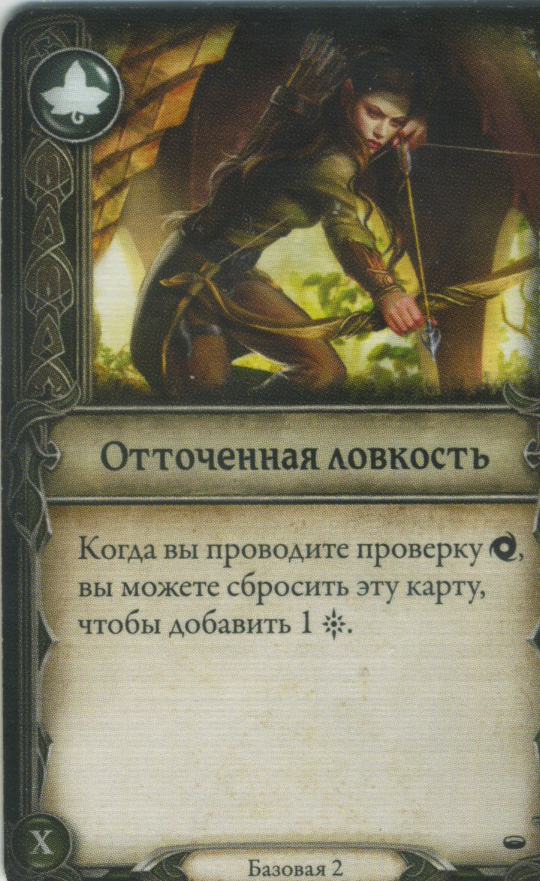 Отточенная ловкость
Когда вы проводите проверку ,
вы можете сбросить эту карту,
чтобы добавить 1 .
X
Базовая 2